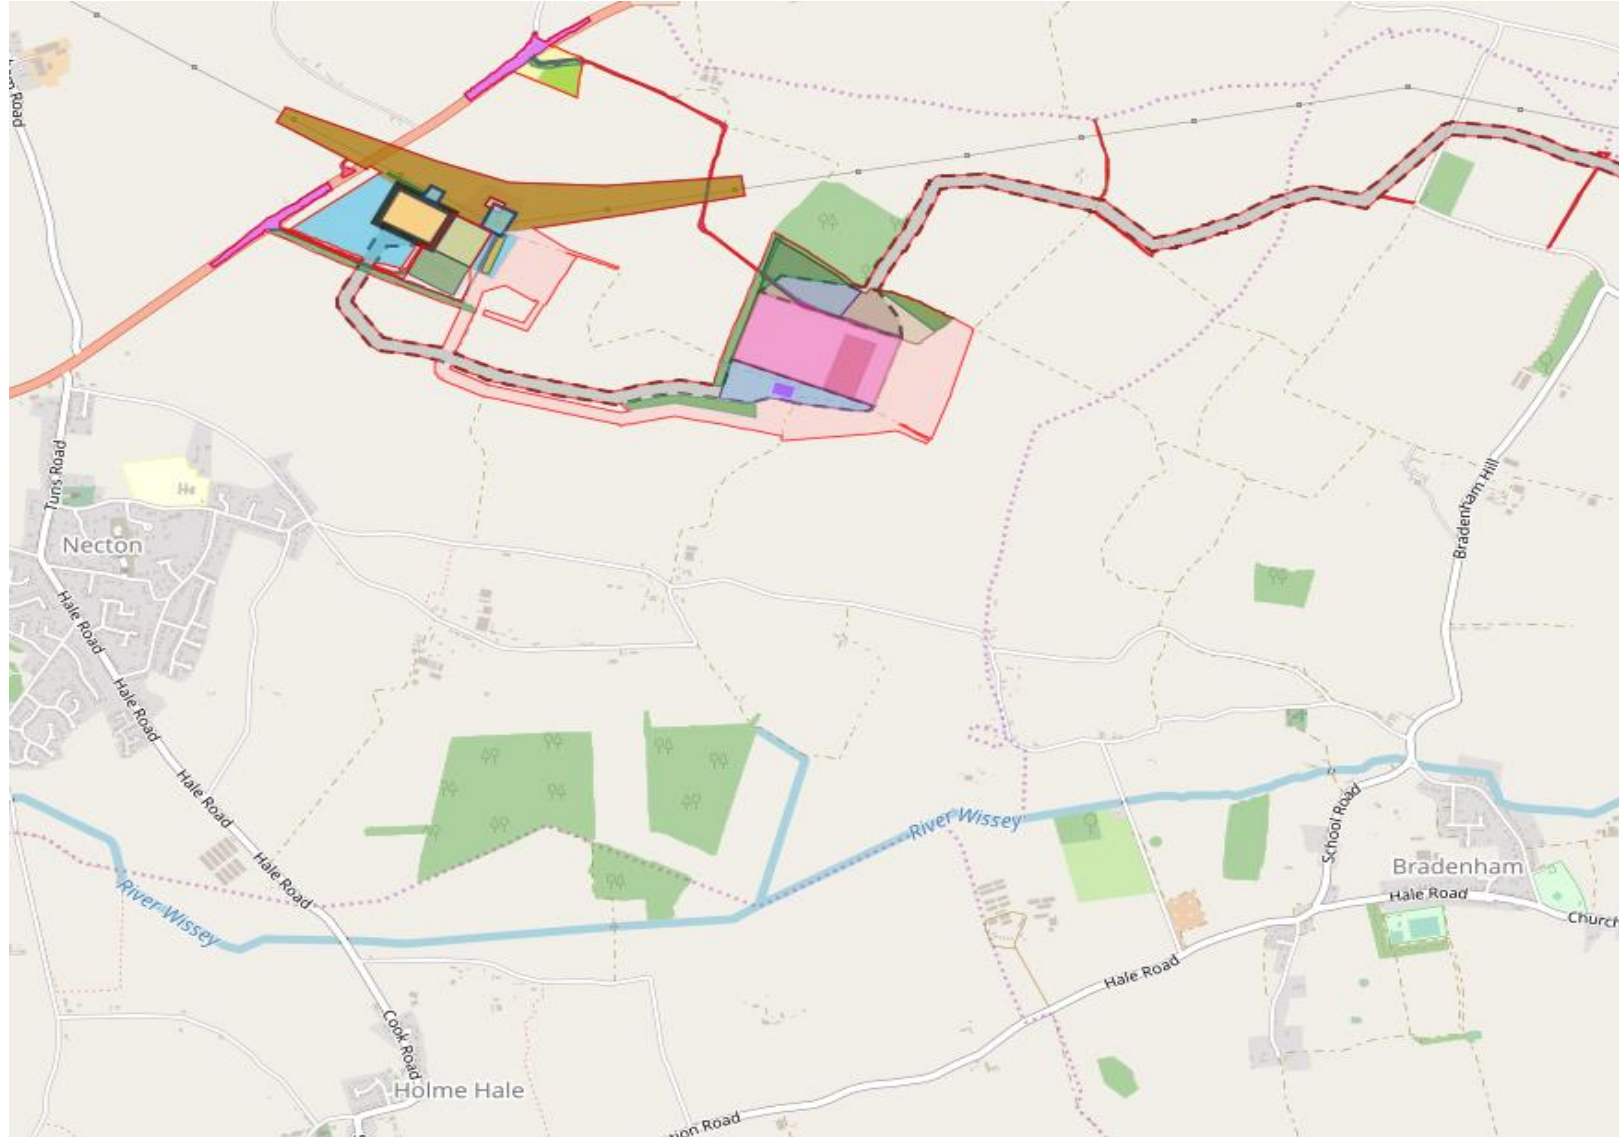 Road
Tuns Road
Necton
Hale Road
Hale Road
Hale Road
Hale Road
River Wissey
Cook Road
Holme Hale
River Wissey
Bradenham Hill
School Road
Bradenham
Hale Road
Church
Hale Road
tion Road